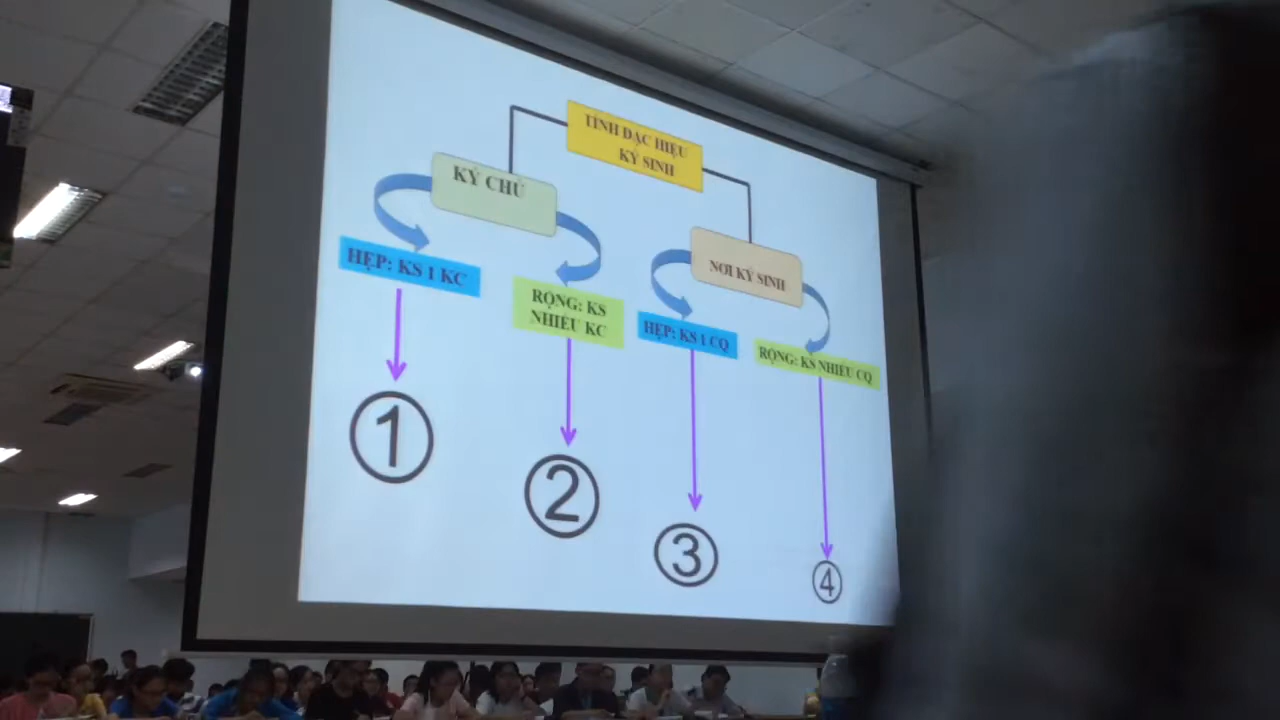 TÍNH ĐẶC HIỆU
KÝ SINH
KÝ CHỦ
NƠI KÝ SINH
HẸP: KS 1 KC
RỘNG: KS
NHIỀU KC
HẸP: KS 1 CQ
RỘNG: KS NHIỀU CQ
1
2
3
4